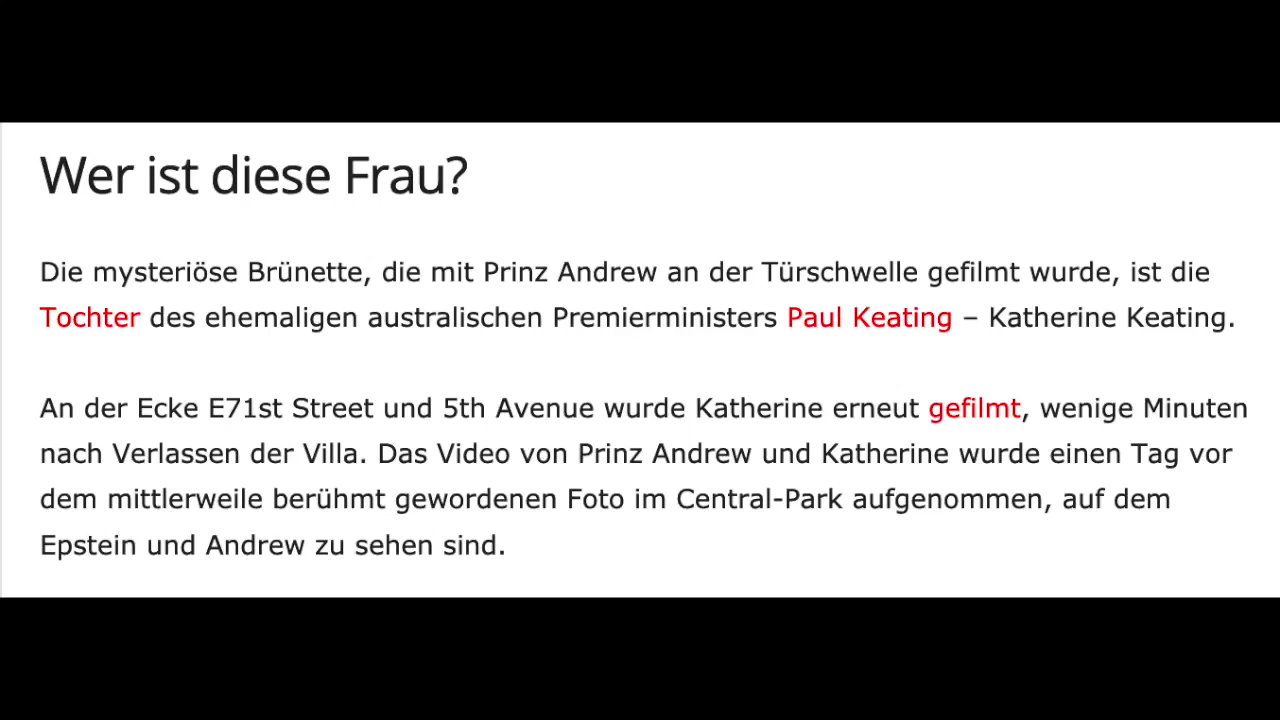 Wer ist diese Frau?
Die mysteriöse Brünette, die mit Prinz Andrew an der Türschwelle gefilmt wurde, ist die
Tochter des ehemaligen australischen Premierministers Paul Keating – Katherine Keating.
An der Ecke E71st Street und 5th Avenue wurde Katherine erneut gefilmt, wenige Minuten
nach Verlassen der Villa. Das Video von Prinz Andrew und Katherine wurde einen Tag vor
dem mittlerweile berühmt gewordenen Foto im Central-Park aufgenommen, auf dem
Epstein und Andrew zu sehen sind.